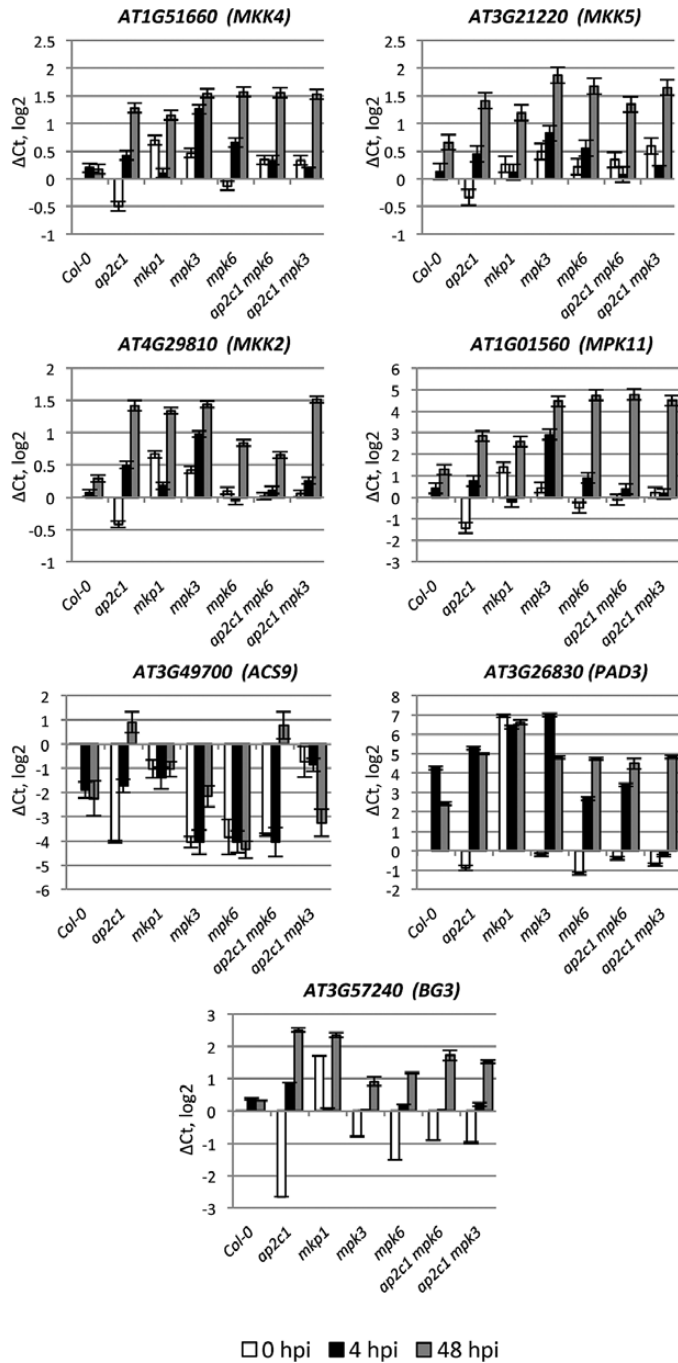 AT1G51660 (MKK4)
ΔCt, log2
2.5
2
1.5
1
0.5
0
-0.5
-1
Col-0
ap2c1
mkp1
mpk3
mpk6
ap2c1 mpk6
ap2c1 mpk3
AT3G21220 (MKK5)
ΔCt, log2
2.5
2
1.5
1
0.5
0
-0.5
-1
Col-0
ap2c1
mkp1
mpk3
mpk6
ap2c1 mpk6
ap2c1 mpk3
AT4G29810 (MKK2)
ΔCt, log2
2
1.5
1
0.5
0
-0.5
-1
Col-0
ap2c1
mkp1
mpk3
mpk6
ap2c1 mpk6
ap2c1 mpk3
AT1G01560 (MPK11)
ΔCt, log2
6
5
4
3
2
1
0
-1
-2
-3
Col-0
ap2c1
mkp1
mpk3
mpk6
ap2c1 mpk6
ap2c1 mpk3
AT3G49700 (ACS9)
ΔCt, log2
2
1
0
-1
-2
-3
-4
-5
-6
Col-0
ap2c1
mkp1
mpk3
mpk6
ap2c1 mpk6
ap2c1 mpk3
AT3G26830 (PAD3)
ΔCt, log2
8
7
6
5
4
3
2
1
0
-1
-2
Col-0
ap2c1
mkp1
mpk3
mpk6
ap2c1 mpk6
ap2c1 mpk3
AT3G57240 (BG3)
ΔCt, log2
3
2
1
0
-1
-2
-3
Col-0
ap2c1
mkp1
mpk3
mpk6
ap2c1 mpk6
ap2c1 mpk3
0 hpi 4 hpi 48 hpi